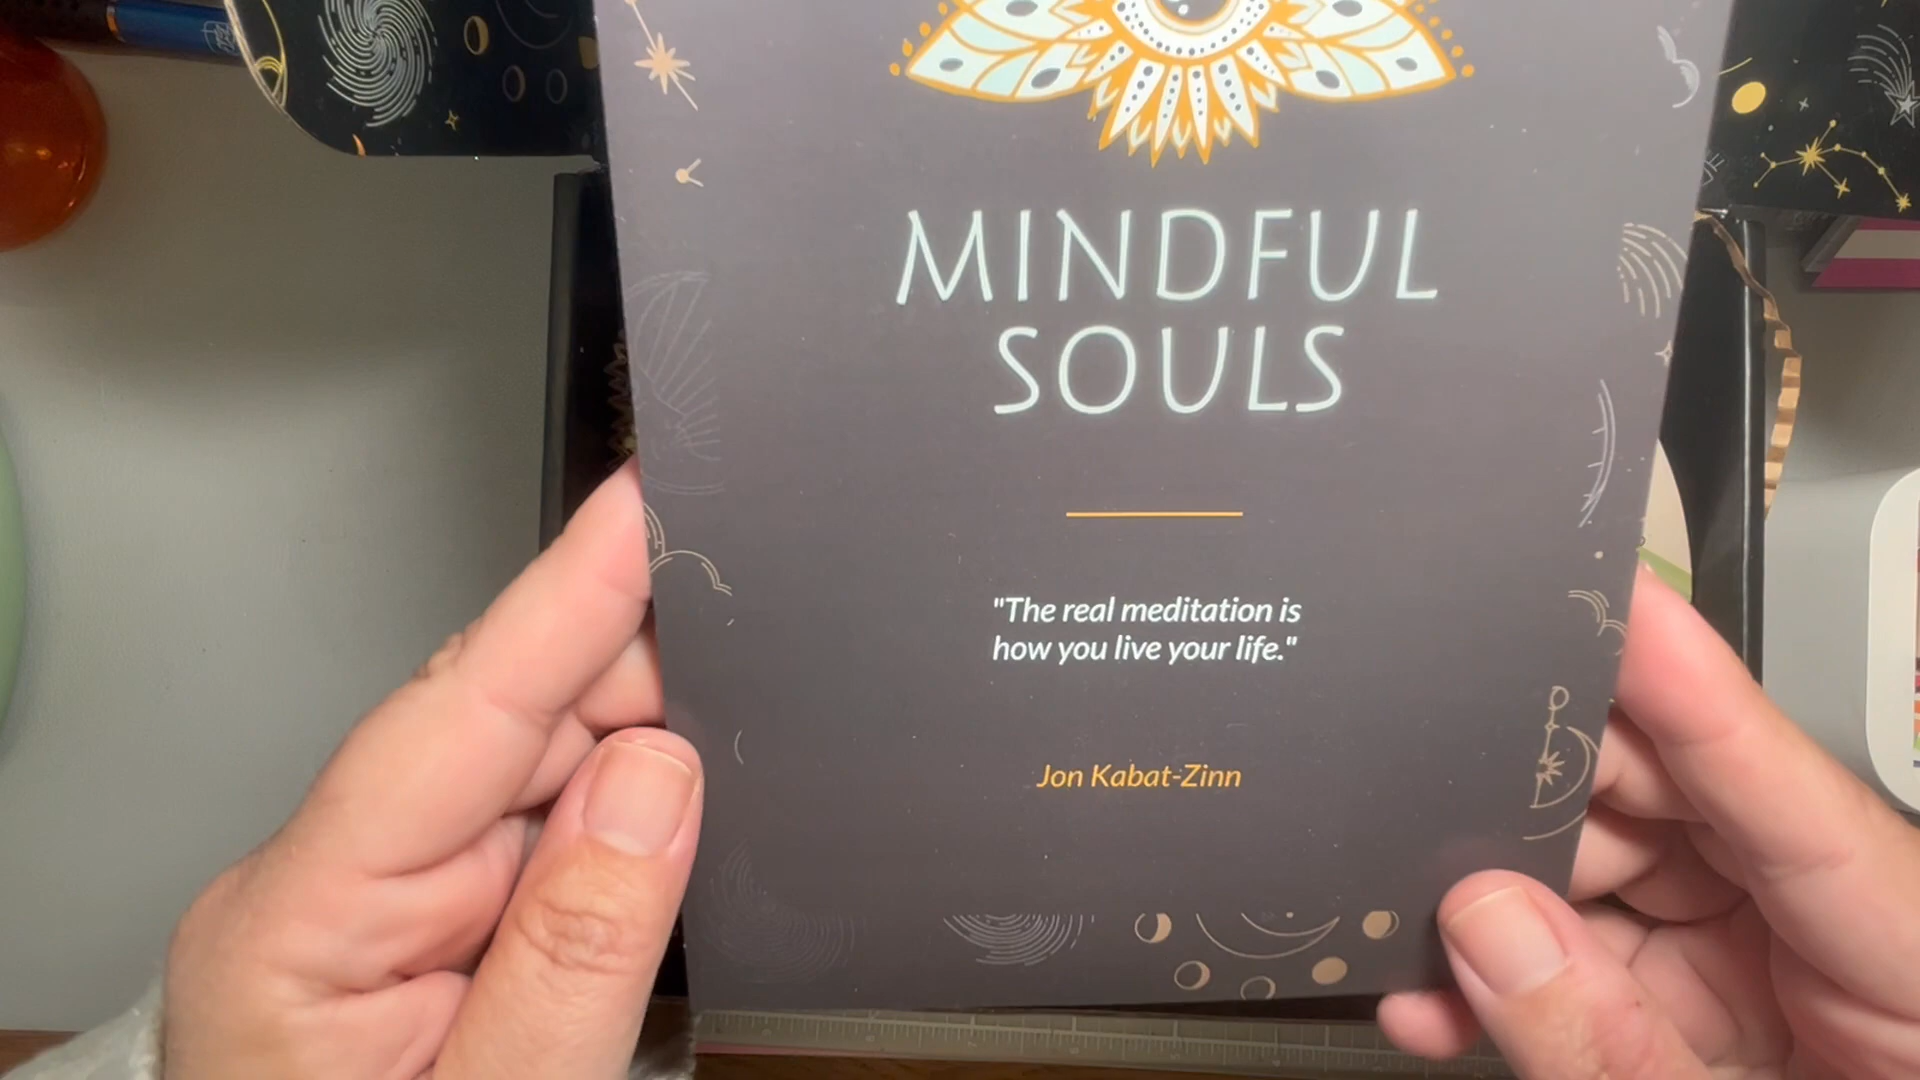 MINDFUL
SOULS
"The real meditation is
how you live your life."
Jon Kabat-Zinn